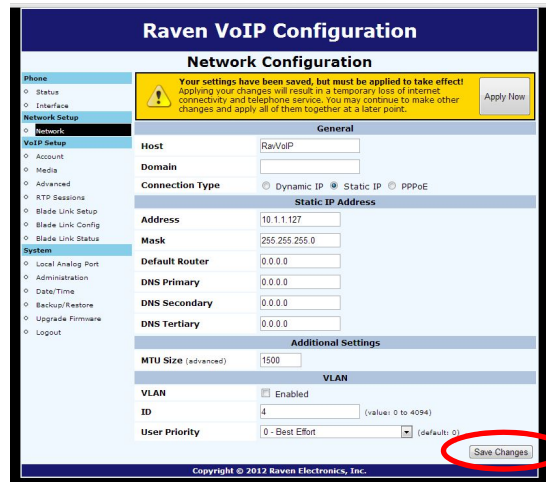 Raven VoIP Configuration
Network Configuration
Phone
Status
Interface
Network Setup
Network
VoIP Setup
Account
Media
Advanced
RTP Sessions
Blade Link Setup
Blade Link Config
Blade Link Status
System
Local Analog Port
Administration
Date/Time
Backup/Restore
Upgrade Firmware
Logout
Your settings have been saved, but must be applied to take effect!
Applying your changes will result in a temporary loss of internet
connectivity and telephone service. You may continue to make other
changes and apply all of them together at a later point.
Apply Now
General
Host RavVoIP
Domain
Connection Type Dynamic IP Static IP PPPoE
Static IP Address
Address 10.1.1.127
Mask 255.255.255.0
Default Router 0.0.0.0
DNS Primary 0.0.0.0
DNS Secondary 0.0.0.0
DNS Tertiary 0.0.0.0
Additional Settings
MTU Size (advanced) 1500
VLAN
VLAN Enabled
ID 4 (value: 0 to 4094)
User Priority 0 - Best Effort (default: 0)
Save Changes
Copyright © 2012 Raven Electronics, Inc.